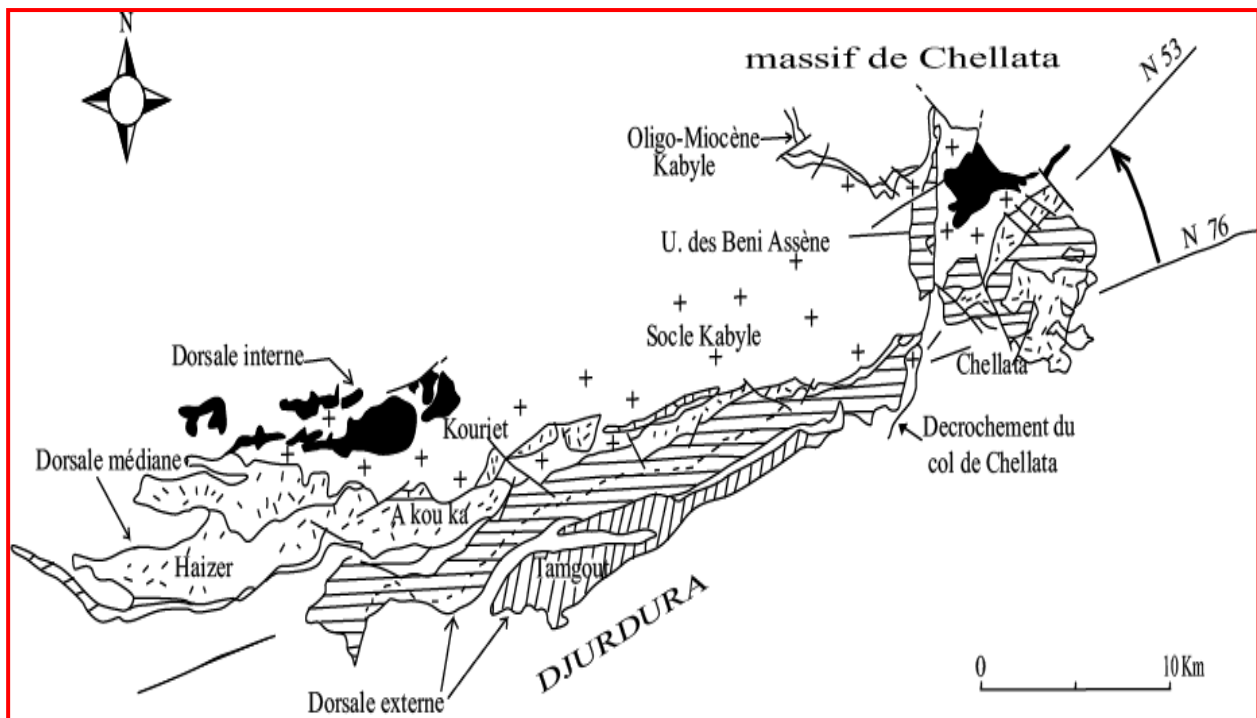 N
massif de Chellata
N 53
Oligo-Miocène
Kabyle
N 76
U. des Beni Assène
Socle Kabyle
Dorsale interne
Chellata
Kouriet
Decrochement du
col de Chellata
Dorsale médiane
A kou ka
Haizer
Tamgout
DJURDURA
Dorsale externe
0 10 Km